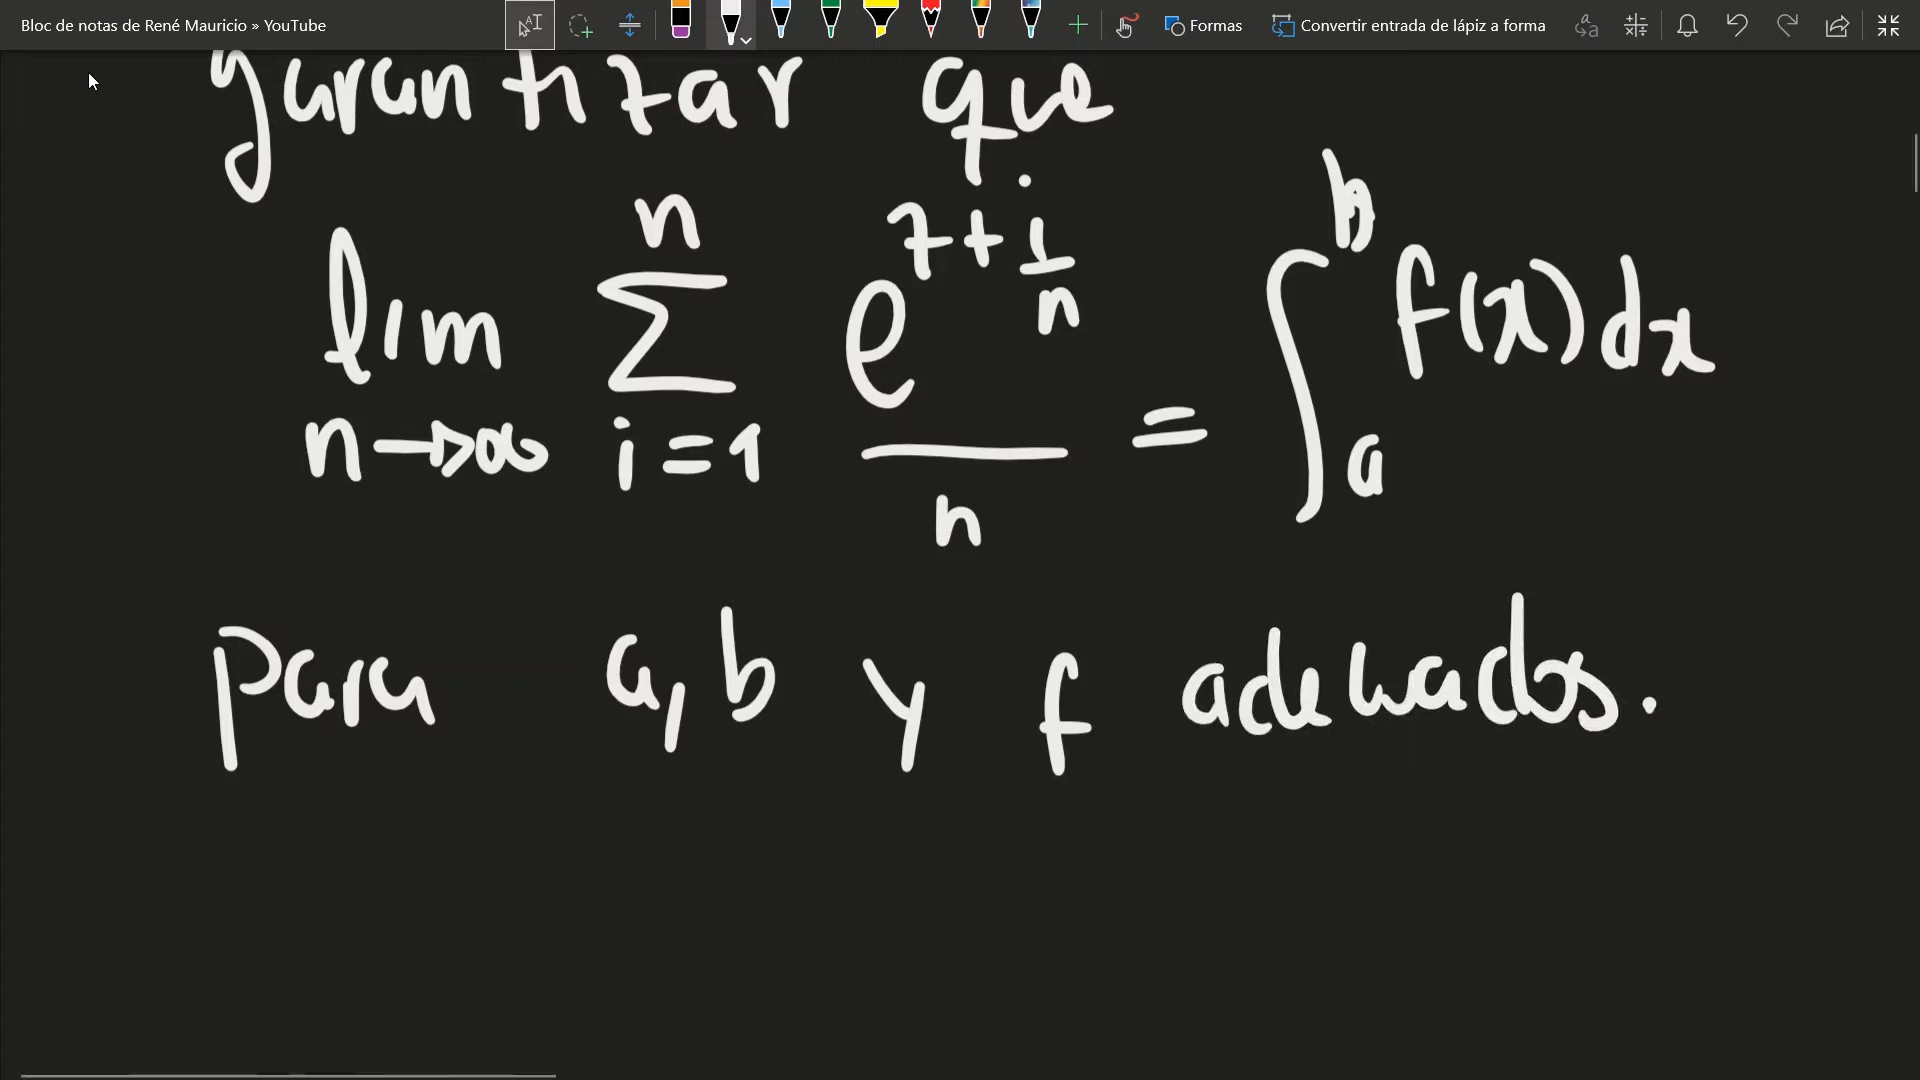 Bloc de notas de René Mauricio » YouTube
Formas
Convertir entrada de lápiz a forma
garantizar que
lim n→∞ n Σ i=1 e^(7+i/n) / n = ∫_a^b f(x)dx
para a, b y f adecuados.